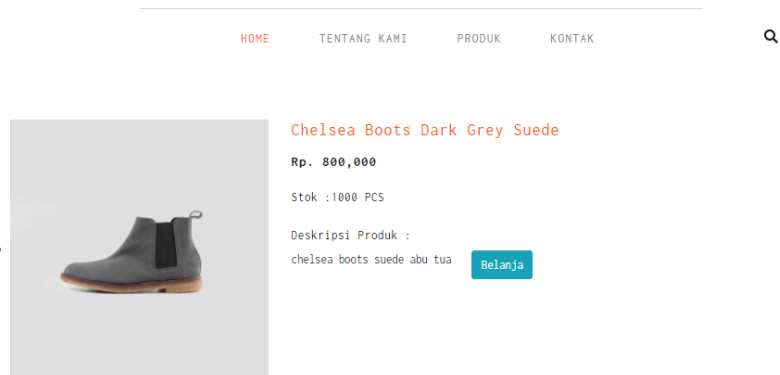 HOME TENTANG KAMI PRODUK KONTAK
Chelsea Boots Dark Grey Suede
Rp. 800,000
Stok :1000 PCS
Deskripsi Produk :
chelsea boots suede abu tua
Belanja